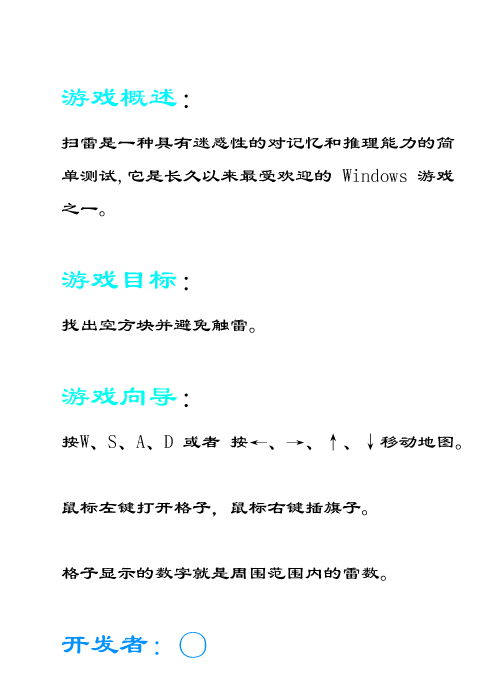 游戏概述：
扫雷是一种具有迷惑性的对记忆和推理能力的简
单测试,它是长久以来最受欢迎的 Windows 游戏
之一。
游戏目标：
找出空方块并避免触雷。
游戏向导：
按W、S、A、D 或者 按←、→、↑、↓移动地图。
鼠标左键打开格子，鼠标右键插旗子。
格子显示的数字就是周围范围内的雷数。
开发者：〇